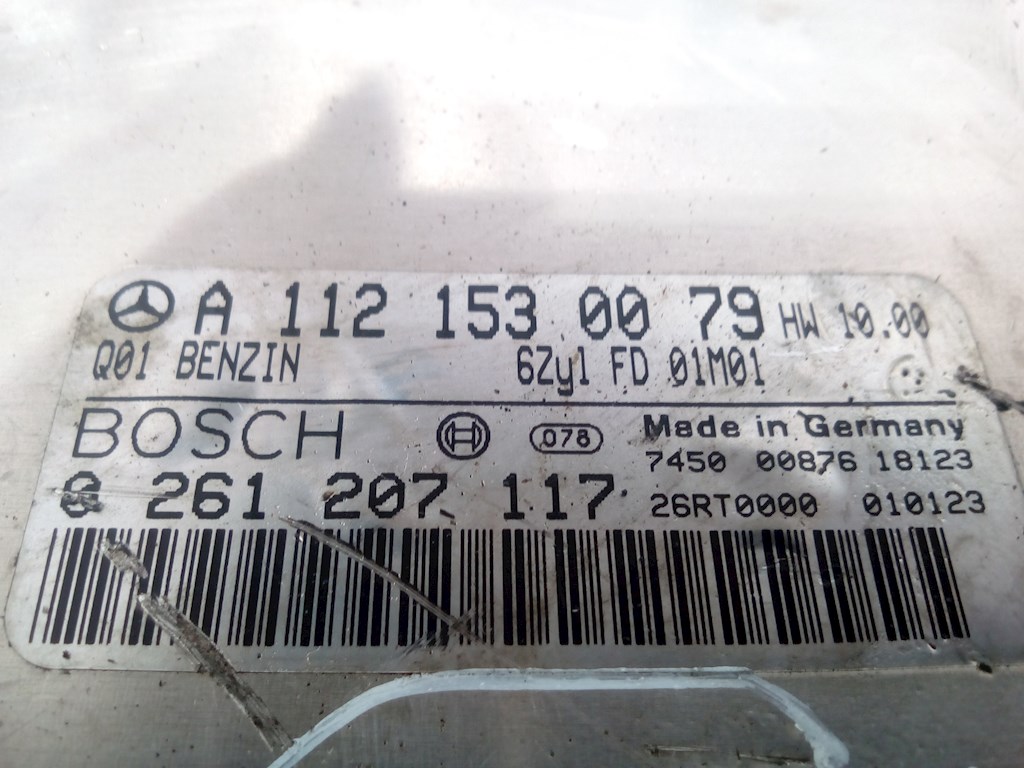 A 112 153 00 79 HW 10.00
Q01 BENZIN 6Zyl FD 01M01
BOSCH 078 Made in Germany
7450 00876 18123
0 261 207 117 26RT0000 010123